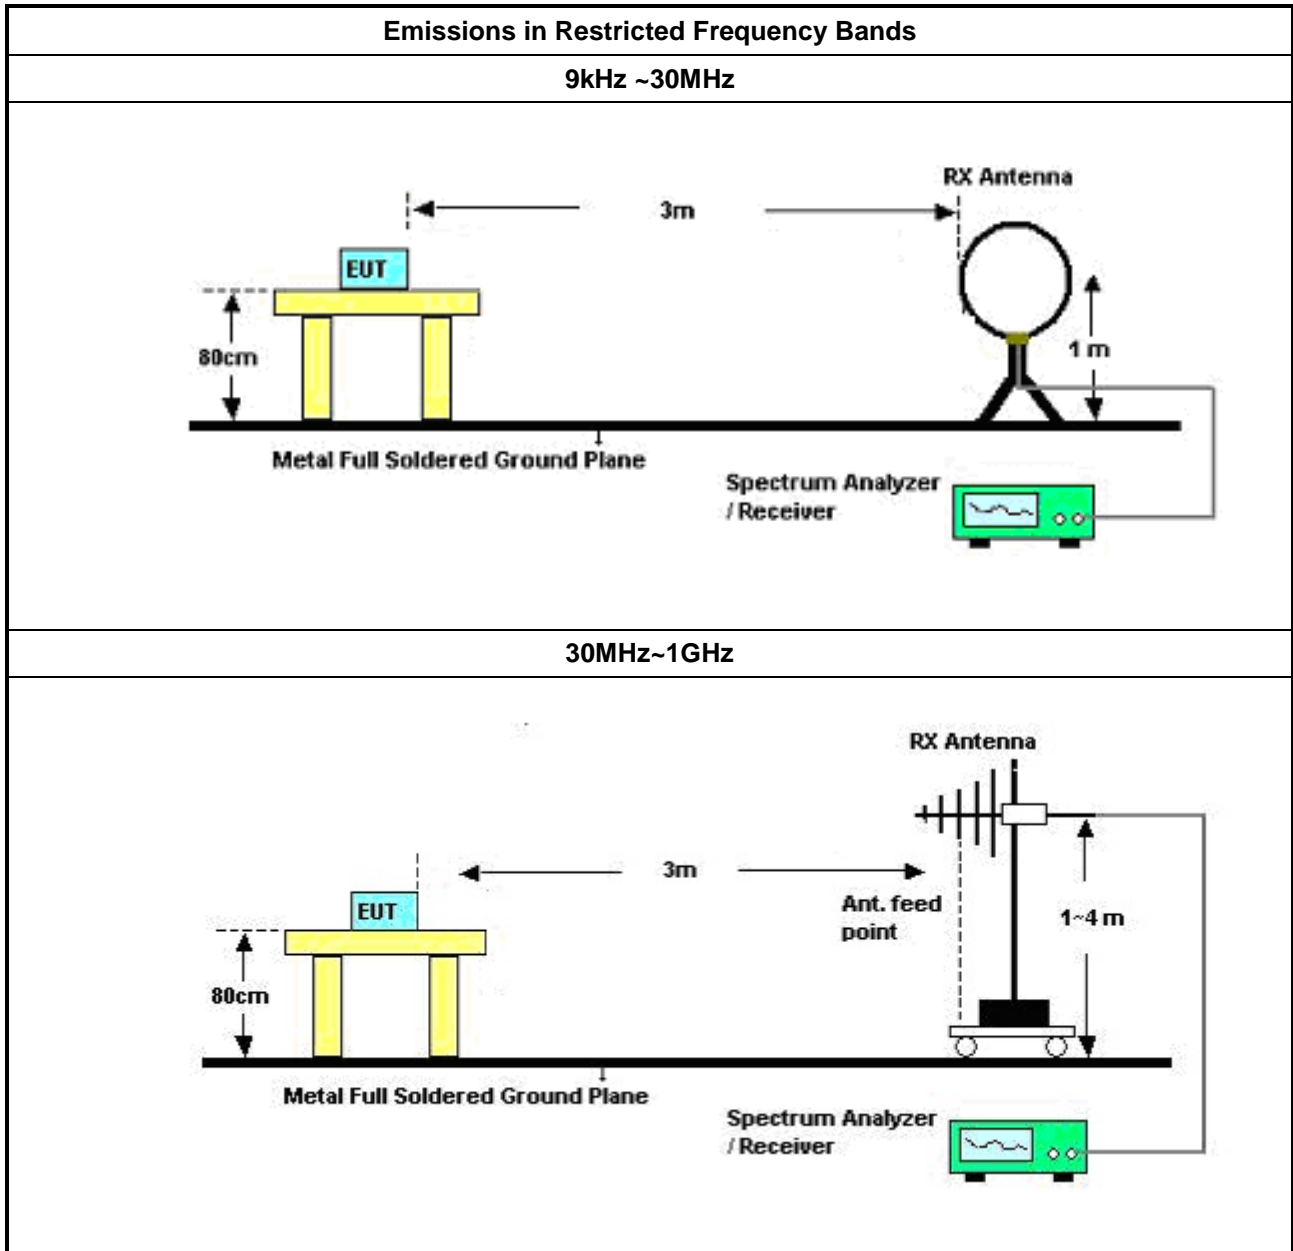 Emissions in Restricted Frequency Bands
9kHz ~30MHz
RX Antenna
3m
EUT
80cm
1 m
Metal Full Soldered Ground Plane
Spectrum Analyzer
/ Receiver
30MHz~1GHz
RX Antenna
3m
Ant. feed
point
EUT
1~4 m
80cm
Metal Full Soldered Ground Plane
Spectrum Analyzer
/ Receiver